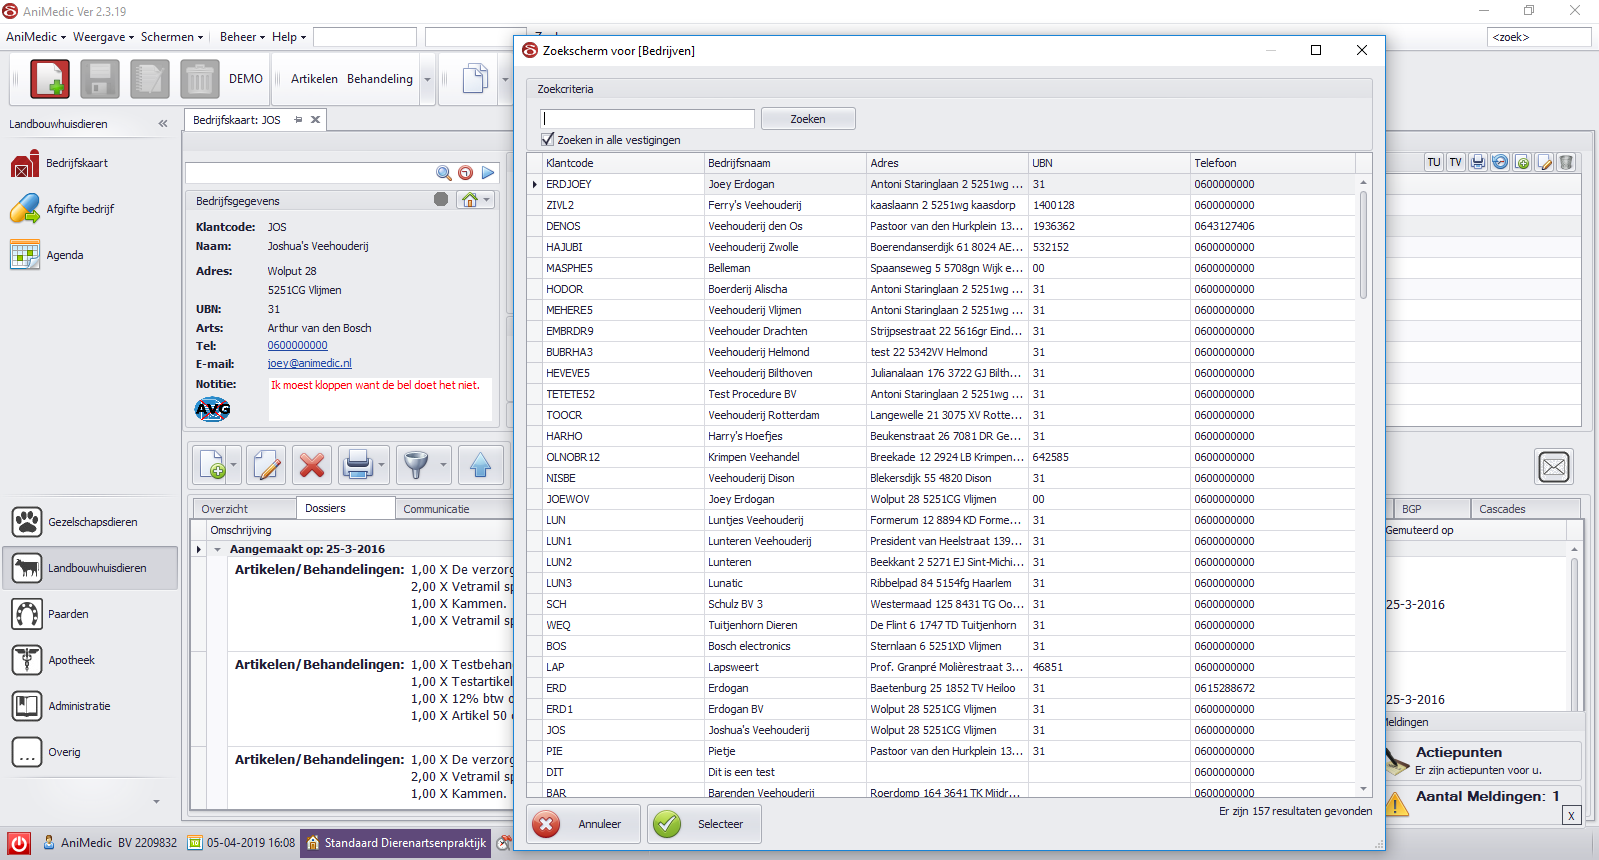 AniMedic Ver 2.3.19
AniMedic Weergave Schermen Beheer Help
<zoek>
DEMO Artikelen Behandeling
Landbouwhuisdieren «
Bedrijfskaart
Afgifte bedrijf
Agenda
Gezelschapsdieren
Landbouwhuisdieren
Paarden
Apotheek
Administratie
Overig
Bedrijfskaart: JOS
Bedrijfsgegevens
Klantcode: JOS
Naam: Joshua's Veehouderij
Adres: Wolput 28
5251CG Vlijmen
UBN: 31
Arts: Arthur van den Bosch
Tel: 0600000000
E-mail: joey@animedic.nl
Notitie: Ik moest kloppen want de bel doet het niet.
AVG
Overzicht Dossiers Communicatie
Omschrijving
Aangemaakt op: 25-3-2016
Artikelen/Behandelingen: 1,00 X De verzorg
2,00 X Vetramil sp
1,00 X Kammen.
1,00 X Vetramil sp
Artikelen/Behandelingen: 1,00 X Testbehan
1,00 X Testartikel
1,00 X 12% btw
1,00 X Artikel 50
Artikelen/Behandelingen: 1,00 X De verzorg
2,00 X Vetramil sp
1,00 X Kammen.
Zoekscherm voor [Bedrijven]
Zoekcriteria
Zoeken
Zoeken in alle vestigingen
Klantcode Bedrijfsnaam Adres UBN Telefoon
ERDJOEY Joey Erdogan Antoni Staringlaan 2 5251wg ... 31 0600000000
ZIVL2 Ferry's Veehouderij kaaslaann 2 5251wg kaasdorp 1400128 0600000000
DENOS Veehouderij den Os Pastoor van den Hurkplein 13... 1936362 0643127406
HAJUBI Veehouderij Zwolle Boerendanserdijk 61 8024 AE... 532152 0600000000
MASPHE5 Belleman Spaanseweg 5 5708gn Wijk e... 00 0600000000
HODOR Boerderij Alischa Antoni Staringlaan 2 5251wg ... 31 0600000000
MEHERE5 Veehouderij Vlijmen Antoni Staringlaan 2 5251wg ... 31 0600000000
EMBRDR9 Veehouder Drachten Strijpsestraat 22 5616gr Eind... 31 0600000000
BUBRHA3 Veehouderij Helmond test 22 5342VV Helmond 31 0600000000
HEVEVE5 Veehouderij Bilthoven Julianalaan 176 3722 GJ Bilth... 31 0600000000
TETETE52 Test Procedure BV Antoni Staringlaan 2 5251wg ... 31 0600000000
TOOCR Veehouderij Rotterdam Langewelle 21 3075 XV Rotte... 31 0600000000
HARHO Harry's Hoefjes Beukenstraat 26 7081 DR Ge... 31 0600000000
OLNOBR12 Krimpen Veehandel Breekade 12 2924 LB Krimpen... 642585 0600000000
NISBE Veehouderij Dison Blekersdijk 55 4820 Dison 31 0600000000
JOEWOV Joey Erdogan Wolput 28 5251CG Vlijmen 00 0600000000
LUN Luntjes Veehouderij Formerum 12 8894 KD Forme... 31 0600000000
LUN1 Lunteren Veehouderij President van Heelstraat 139... 31 0600000000
LUN2 Lunteren Beekkant 2 5271 EJ Sint-Michi... 31 0600000000
LUN3 Lunatic Ribbelpad 84 5154fg Haarlem 31 0600000000
SCH Schulz BV 3 Westermaad 125 8431 TG Oo... 31 0600000000
WEQ Tuitjenhorn Dieren De Flint 6 1747 TD Tuitjenhorn 31 0600000000
BOS Bosch electronics Sternlaan 6 5251XD Vlijmen 31 0600000000
LAP Lapsweert Prof. Granpré Molièrestraat 3... 46851 0600000000
ERD Erdogan Baetenburg 25 1852 TV Heiloo 31 0615288672
ERD1 Erdogan BV Wolput 28 5251CG Vlijmen 31 0600000000
JOS Joshua's Veehouderij Wolput 28 5251CG Vlijmen 31 0600000000
PIE Pietje Pastoor van den Hurkplein 13... 31 0600000000
DIT Dit is een test 0600000000
BAR Barenden Veehouderij Roerdomp 164 3641 TK Mijdr... 31 0600000000
Annuleer Selecteer
Er zijn 157 resultaten gevonden
TU TV
BGP Cascades
Gemuteerd op
25-3-2016
25-3-2016
Meldingen
Actiepunten
Er zijn actiepunten voor u.
Aantal Meldingen: 1
X
AniMedic BV 2209832 05-04-2019 16:08 Standaard Dierenartsenpraktijk